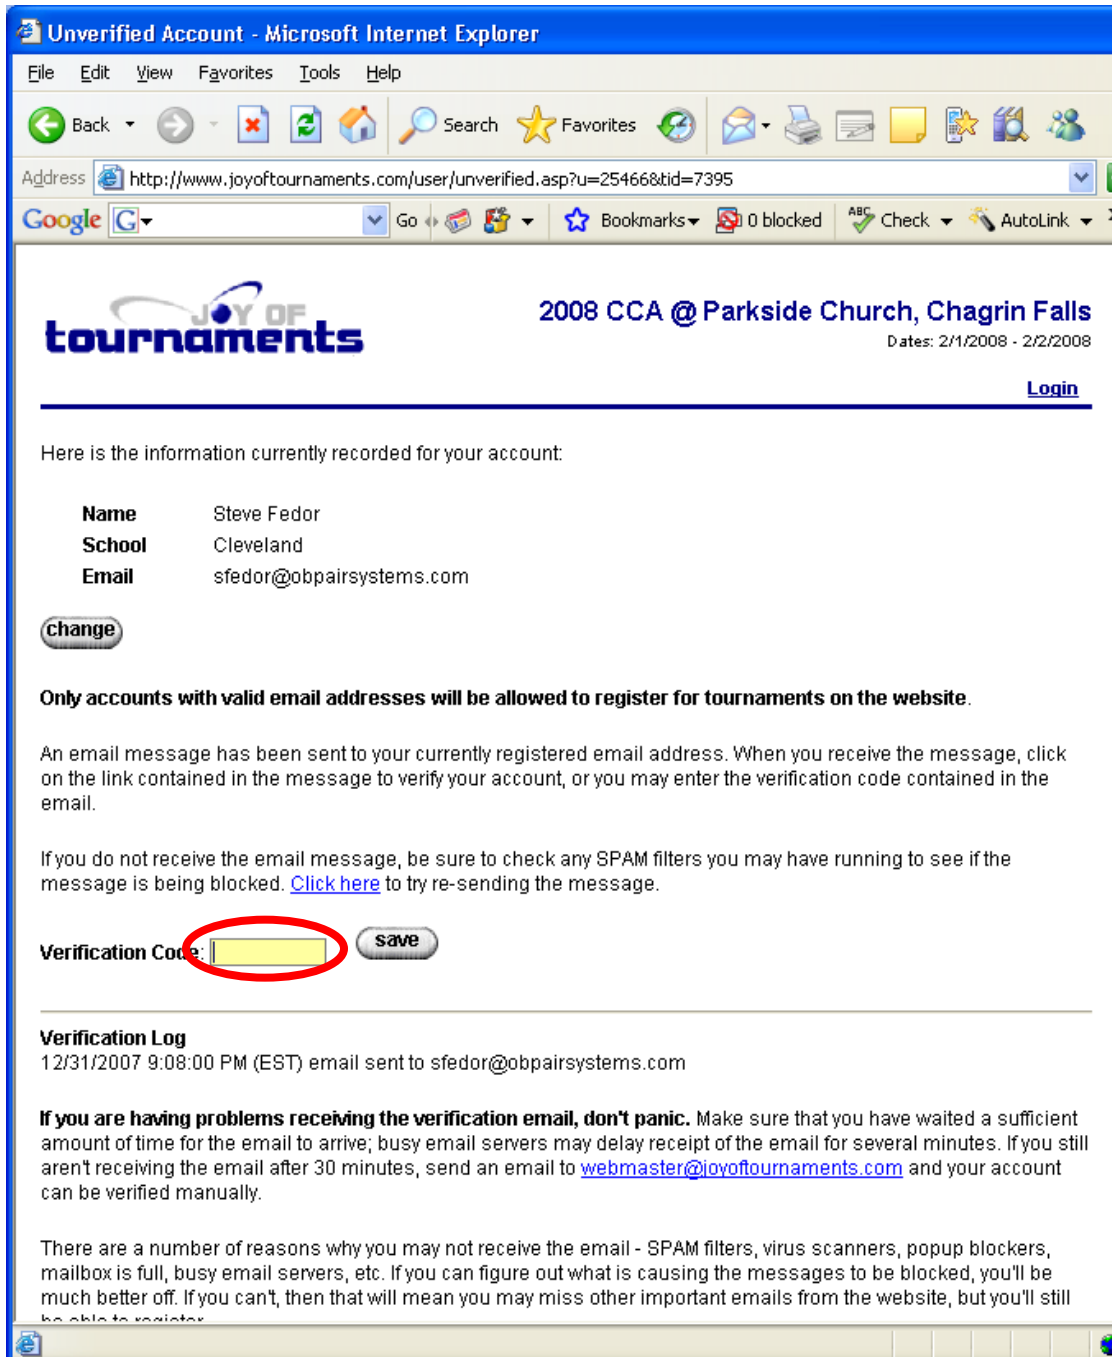 Unverified Account - Microsoft Internet Explorer
File Edit View Favorites Tools Help
Back Search Favorites
Address http://www.joyoftournaments.com/user/unverified.asp?u=25466&tid=7395
Google G Go Bookmarks 0 blocked ABC Check AutoLink
JOY OF
tournaments
2008 CCA @ Parkside Church, Chagrin Falls
Dates: 2/1/2008 - 2/2/2008
Login
Here is the information currently recorded for your account:
Name Steve Fedor
School Cleveland
Email sfedor@obpairsystems.com
change
Only accounts with valid email addresses will be allowed to register for tournaments on the website.
An email message has been sent to your currently registered email address. When you receive the message, click
on the link contained in the message to verify your account, or you may enter the verification code contained in the
email.
If you do not receive the email message, be sure to check any SPAM filters you may have running to see if the
message is being blocked. Click here to try re-sending the message.
Verification Code: save
Verification Log
12/31/2007 9:08:00 PM (EST) email sent to sfedor@obpairsystems.com
If you are having problems receiving the verification email, don't panic. Make sure that you have waited a sufficient
amount of time for the email to arrive; busy email servers may delay receipt of the email for several minutes. If you still
aren't receiving the email after 30 minutes, send an email to webmaster@joyoftournaments.com and your account
can be verified manually.
There are a number of reasons why you may not receive the email - SPAM filters, virus scanners, popup blockers,
mailbox is full, busy email servers, etc. If you can figure out what is causing the messages to be blocked, you'll be
much better off. If you can't, then that will mean you may miss other important emails from the website, but you'll still
be able to register